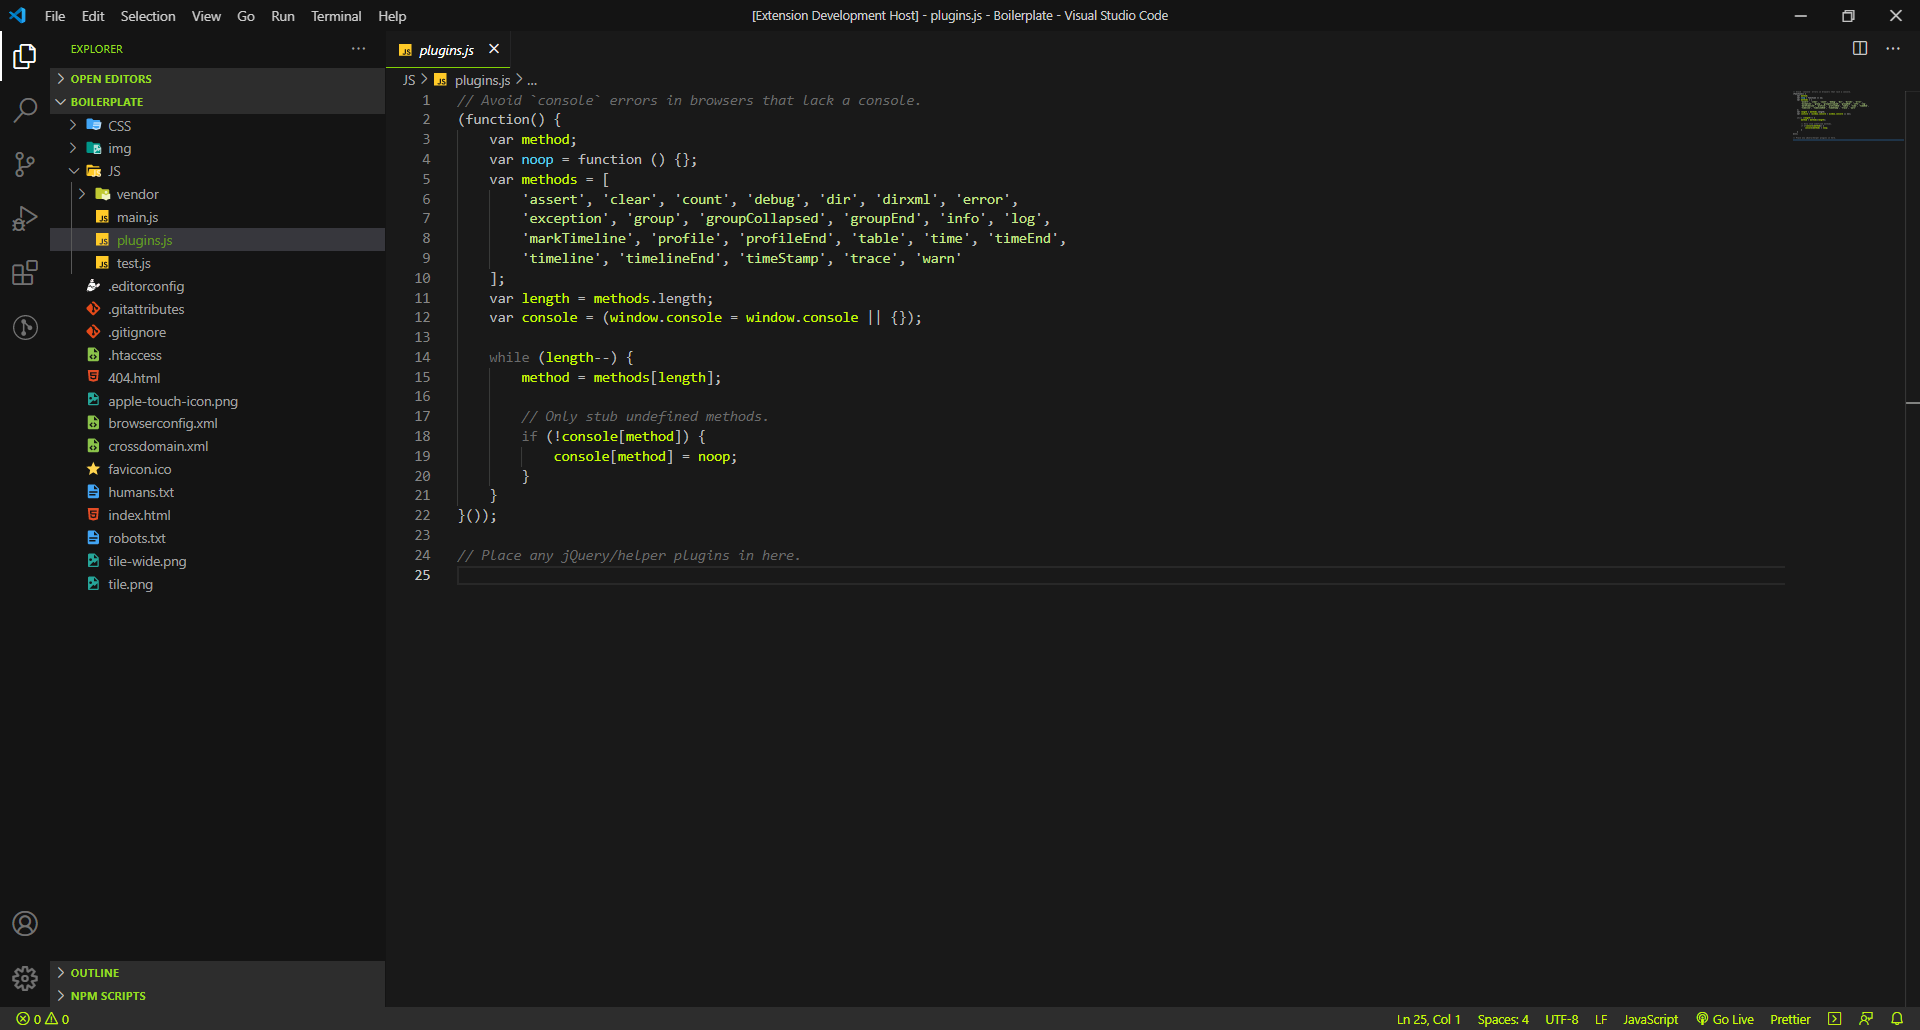 File Edit Selection View Go Run Terminal Help
[Extension Development Host] - plugins.js - Boilerplate - Visual Studio Code
EXPLORER
OPEN EDITORS
BOILERPLATE
CSS
img
JS
vendor
main.js
plugins.js
test.js
.editorconfig
.gitattributes
.gitignore
.htaccess
404.html
apple-touch-icon.png
browserconfig.xml
crossdomain.xml
favicon.ico
humans.txt
index.html
robots.txt
tile-wide.png
tile.png
OUTLINE
NPM SCRIPTS
JS plugins.js
JS > JS plugins.js > ...
1 // Avoid `console` errors in browsers that lack a console.
2 (function() {
3     var method;
4     var noop = function () {};
5     var methods = [
6         'assert', 'clear', 'count', 'debug', 'dir', 'dirxml', 'error',
7         'exception', 'group', 'groupCollapsed', 'groupEnd', 'info', 'log',
8         'markTimeline', 'profile', 'profileEnd', 'table', 'time', 'timeEnd',
9         'timeline', 'timelineEnd', 'timeStamp', 'trace', 'warn'
10     ];
11     var length = methods.length;
12     var console = (window.console = window.console || {});
13
14     while (length--) {
15         method = methods[length];
16
17         // Only stub undefined methods.
18         if (!console[method]) {
19             console[method] = noop;
20         }
21     }
22 }());
23
24 // Place any jQuery/helper plugins in here.
25
0 0
Ln 25, Col 1 Spaces: 4 UTF-8 LF JavaScript Go Live Prettier